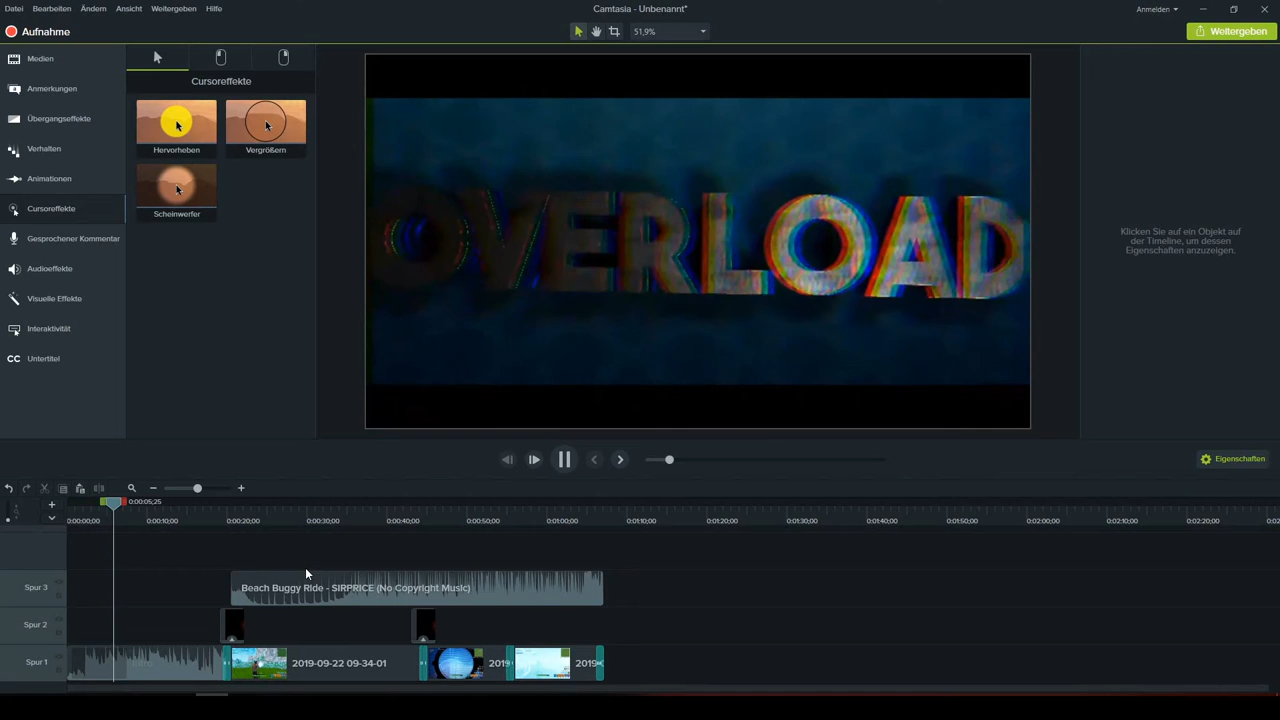 Datei Bearbeiten Ändern Ansicht Weitergeben Hilfe
Camtasia - Unbenannt*
Anmelden
Aufnahme
51,9%
Weitergeben
Medien
Anmerkungen
Übergangseffekte
Verhalten
Animationen
Cursoreffekte
Gesprochener Kommentar
Audioeffekte
Visuelle Effekte
Interaktivität
CC Untertitel
Cursoreffekte
Hervorheben
Vergrößern
Scheinwerfer
OVERLOAD
Klicken Sie auf ein Objekt auf
der Timeline, um dessen
Eigenschaften anzuzeigen.
Eigenschaften
0:00:05;25
0:00:00;00 0:00:10;00 0:00:20;00 0:00:30;00 0:00:40;00 0:00:50;00 0:01:00;00 0:01:10;00 0:01:20;00 0:01:30;00 0:01:40;00 0:01:50;00 0:02:00;00 0:02:10;00 0:02:20;00
Spur 3
Beach Buggy Ride - SIRPRICE (No Copyright Music)
Spur 2
Spur 1
2019-09-22 09-34-01